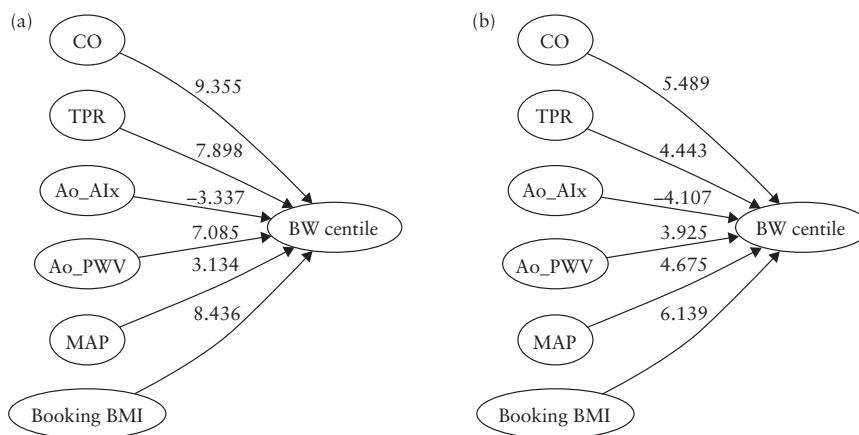 (a)
CO
9.355
TPR
7.898
Ao_AIx
–3.337
BW centile
Ao_PWV
7.085
3.134
MAP
8.436
Booking BMI
(b)
CO
5.489
TPR
4.443
Ao_AIx
–4.107
BW centile
Ao_PWV
3.925
4.675
MAP
6.139
Booking BMI